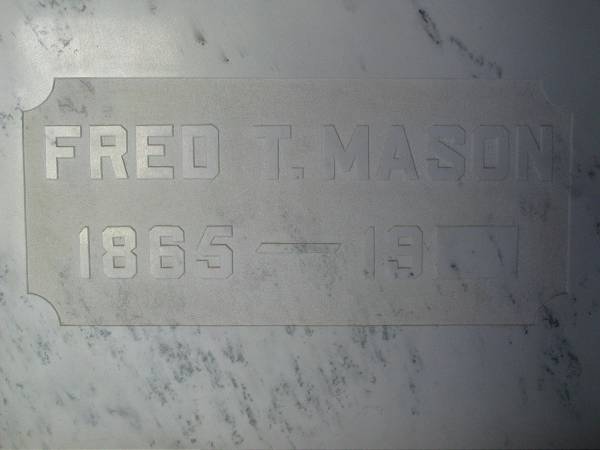 FRED T. MASON
1865 — 19